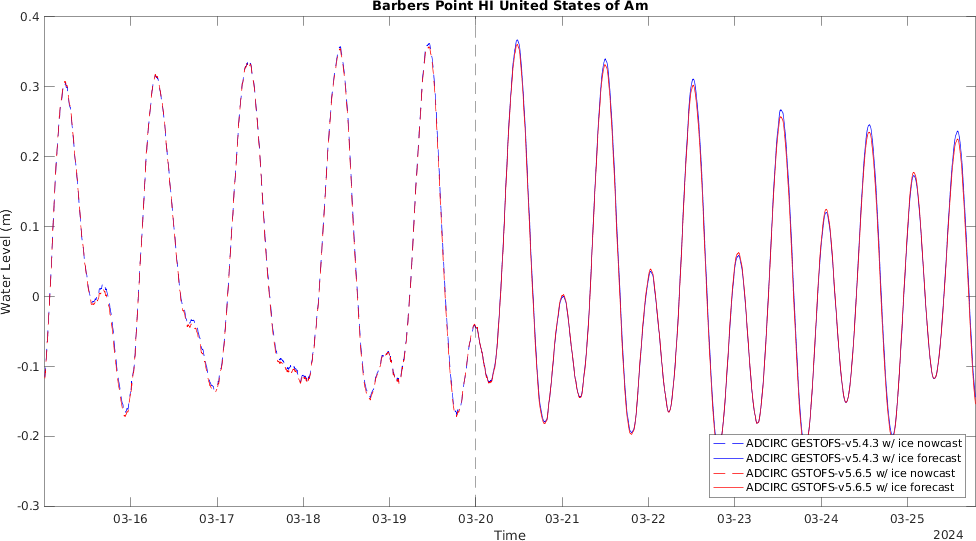 Barbers Point HI United States of Am
0.4
0.3
0.2
0.1
0
-0.1
-0.2
-0.3
Water Level (m)
ADCIRC GESTOFS-v5.4.3 w/ ice nowcast
ADCIRC GESTOFS-v5.4.3 w/ ice forecast
ADCIRC GSTOFS-v5.6.5 w/ ice nowcast
ADCIRC GSTOFS-v5.6.5 w/ ice forecast
03-16 03-17 03-18 03-19 03-20 03-21 03-22 03-23 03-24 03-25
Time 2024